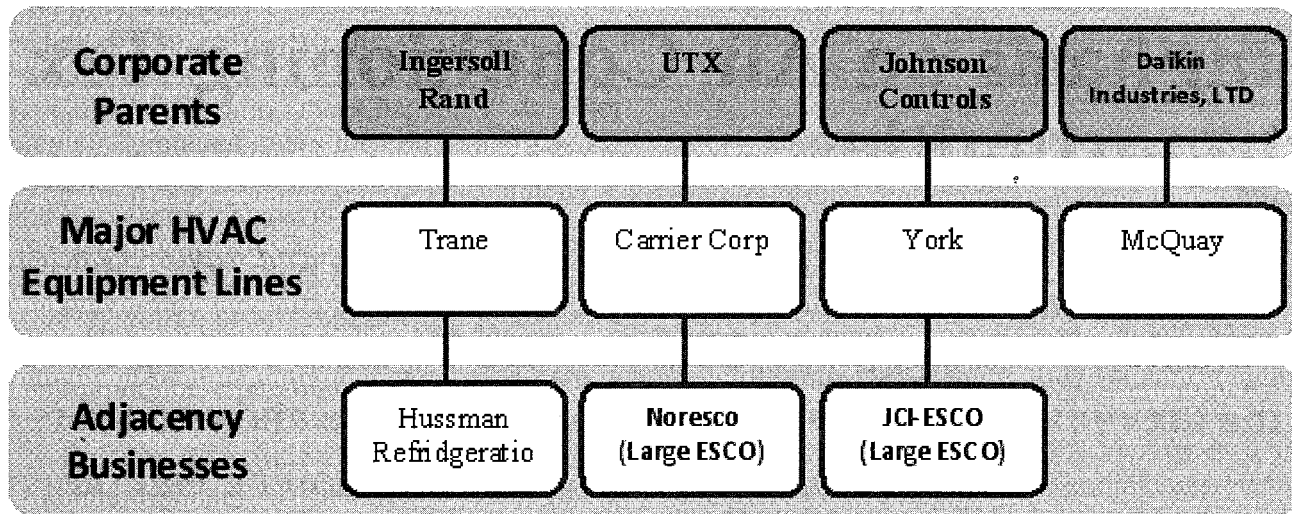 Corporate
Parents
Ingersoll
Rand
UTX
Johnson
Controls
Daikin
Industries, LTD
Major HVAC
Equipment Lines
Trane
Carrier Corp
York
McQuay
Adjacency
Businesses
Hussman
Refridgeratio
Noresco
(Large ESCO)
JCI-ESCO
(Large ESCO)